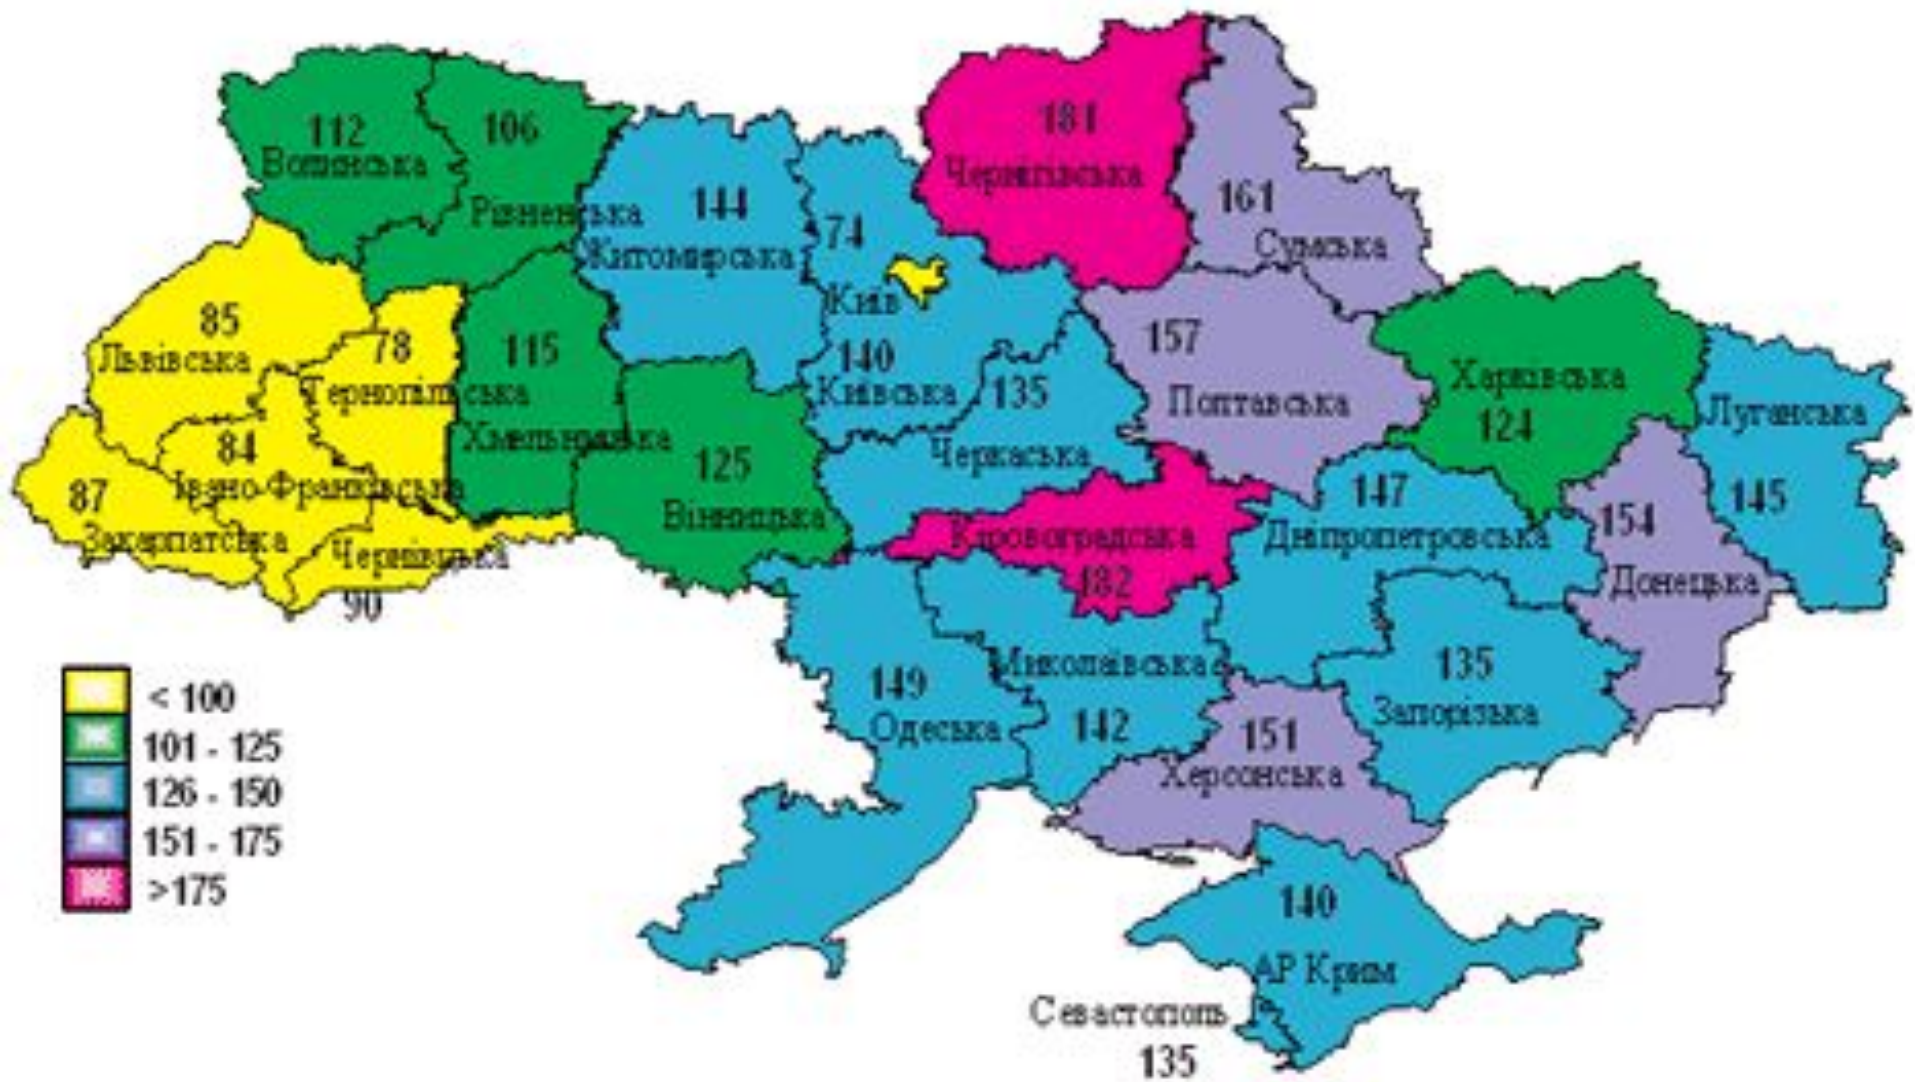 112
Волинська
106
Рівненська
144
Житомирська
74
Київ
140
Київська
181
Чернігівська
161
Сумська
85
Львівська
78
Тернопільська
115
Хмельницька
84
Івано-Франківська
87
Закарпатська
Чернівецька
90
125
Вінницька
135
Черкаська
157
Полтавська
Харківська
124
Луганська
145
Кіровоградська
182
147
Дніпропетровська
154
Донецька
149
Одеська
Миколаївська
142
151
Херсонська
135
Запорізька
140
АР Крим
Севастополь
135
< 100
101 - 125
126 - 150
151 - 175
>175